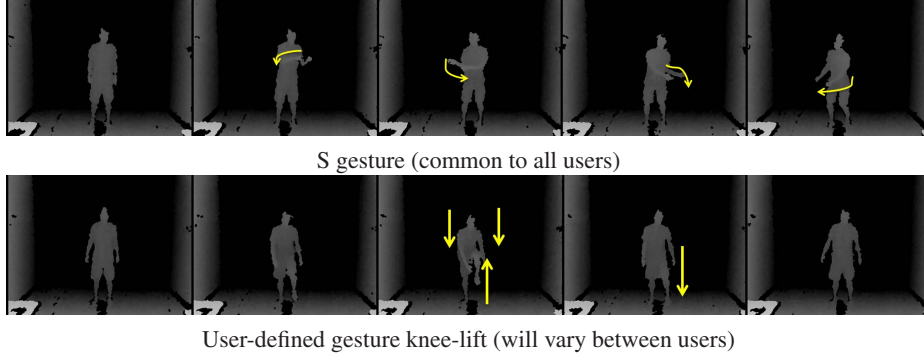 S gesture (common to all users)
User-defined gesture knee-lift (will vary between users)